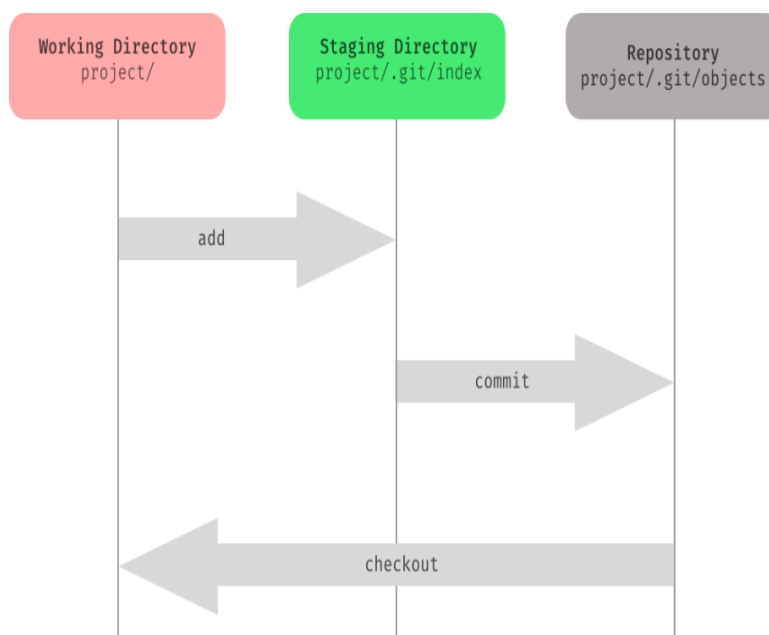 Working Directory
project/
Staging Directory
project/.git/index
Repository
project/.git/objects
add
commit
checkout